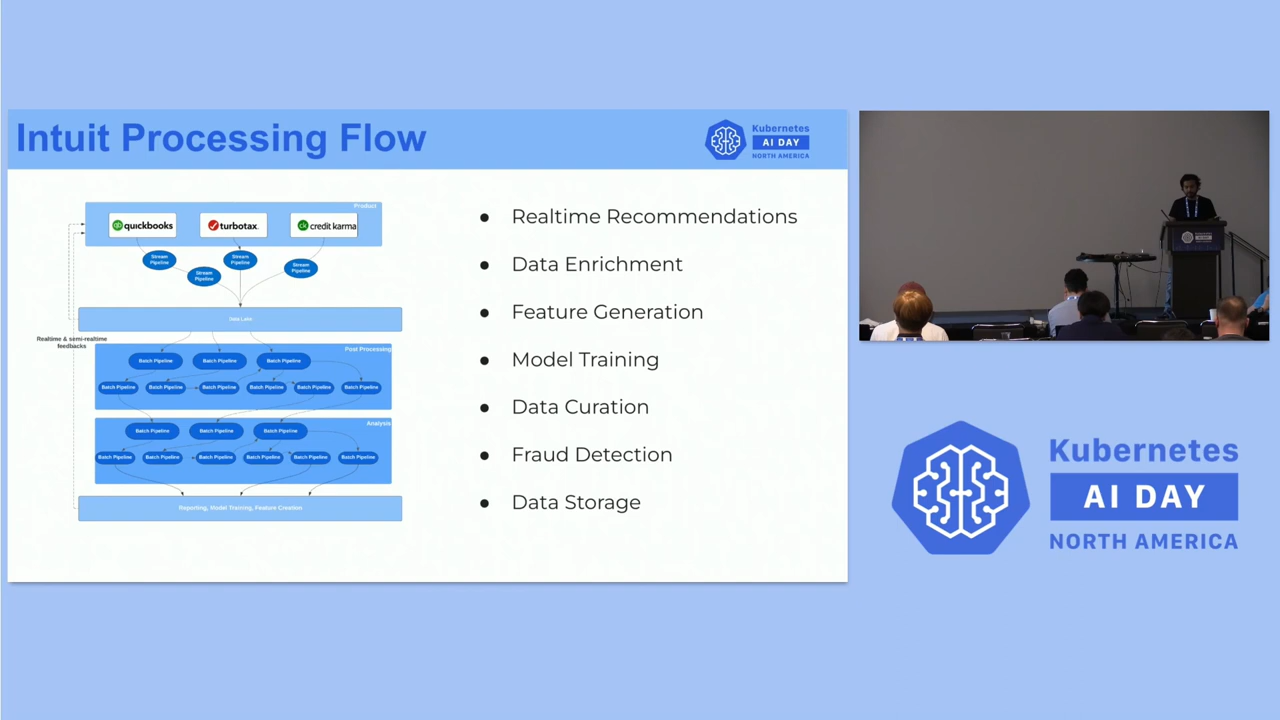 Intuit Processing Flow
Kubernetes
AI DAY
NORTH AMERICA
Product
quickbooks
turbotax.
credit karma
Stream
Pipeline
Stream
Pipeline
Stream
Pipeline
Stream
Pipeline
Data Lake
Realtime & semi-realtime
feedbacks
Post Processing
Batch Pipeline Batch Pipeline Batch Pipeline
Batch Pipeline Batch Pipeline Batch Pipeline Batch Pipeline Batch Pipeline Batch Pipeline
Analysis
Batch Pipeline Batch Pipeline Batch Pipeline
Batch Pipeline Batch Pipeline Batch Pipeline Batch Pipeline Batch Pipeline Batch Pipeline
Reporting, Model Training, Feature Creation
● Realtime Recommendations
● Data Enrichment
● Feature Generation
● Model Training
● Data Curation
● Fraud Detection
● Data Storage
Kubernetes
AI DAY
NORTH AMERICA